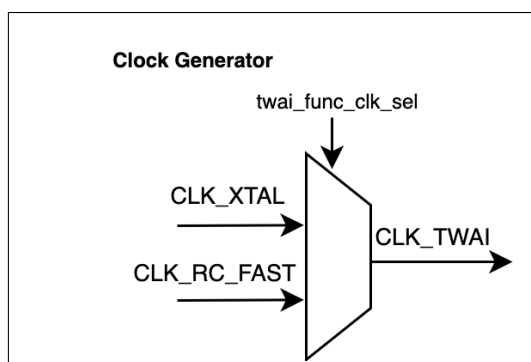 Clock Generator
twai_func_clk_sel
CLK_XTAL
CLK_TWAI
CLK_RC_FAST